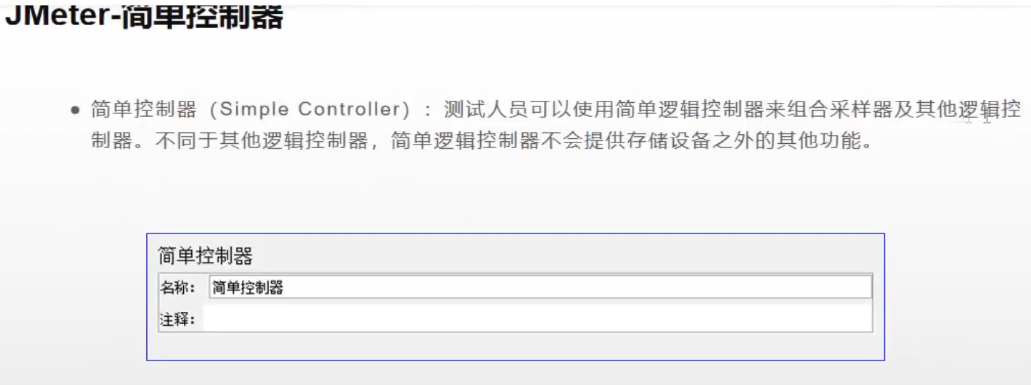 JMeter-简单控制器
简单控制器（Simple Controller）：测试人员可以使用简单逻辑控制器来组合采样器及其他逻辑控
制器。不同于其他逻辑控制器，简单逻辑控制器不会提供存储设备之外的其他功能。
简单控制器
名称： 简单控制器
注释：